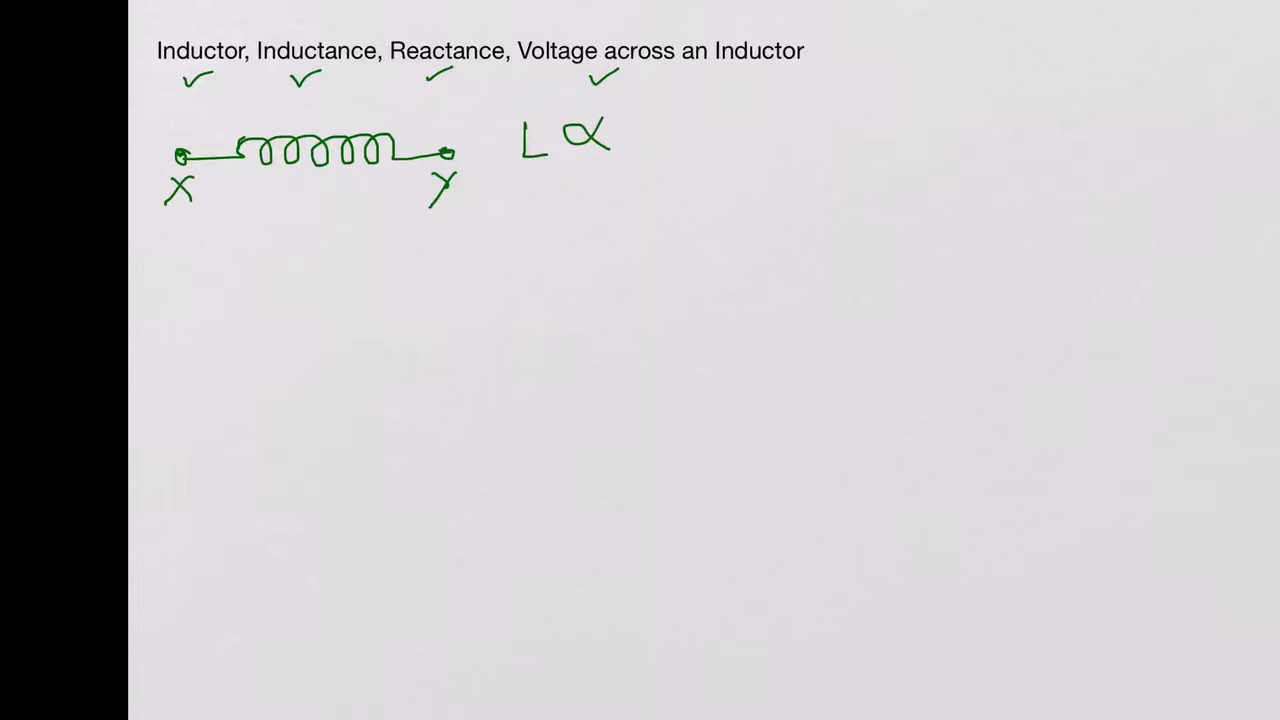 Inductor, Inductance, Reactance, Voltage across an Inductor
L ∝
X Y